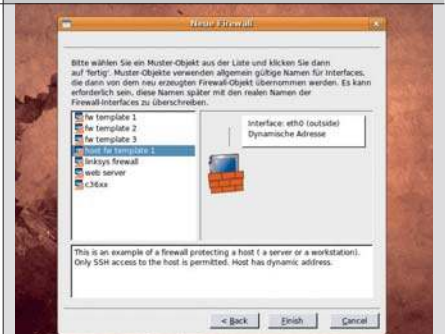 Neue Firewall
Bitte wählen Sie ein Muster-Objekt aus der Liste und klicken Sie dann
auf 'fertig'. Muster-Objekte verwenden allgemein gültige Namen für Interfaces,
die dann von dem neu erzeugten Firewall-Objekt übernommen werden. Es kann
erforderlich sein, diese Namen später mit den realen Namen der
Firewall-Interfaces zu überschreiben.
fw template 1
fw template 2
fw template 3
host fw template 1
linksys firewall
web server
c36xx
Interface: eth0 (outside)
Dynamische Adresse
This is an example of a firewall protecting a host ( a server or a workstation).
Only SSH access to the host is permitted. Host has dynamic address.
< Back
Finish
Cancel